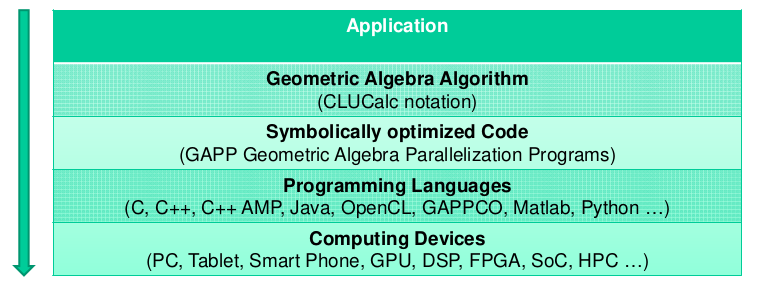 Application
Geometric Algebra Algorithm
(CLUCalc notation)
Symbolically optimized Code
(GAPP Geometric Algebra Parallelization Programs)
Programming Languages
(C, C++, C++ AMP, Java, OpenCL, GAPPCO, Matlab, Python …)
Computing Devices
(PC, Tablet, Smart Phone, GPU, DSP, FPGA, SoC, HPC …)